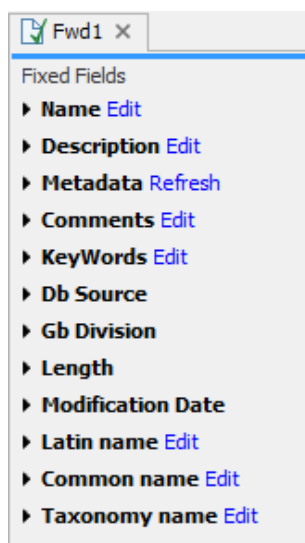 Fwd1
Fixed Fields
Name Edit
Description Edit
Metadata Refresh
Comments Edit
KeyWords Edit
Db Source
Gb Division
Length
Modification Date
Latin name Edit
Common name Edit
Taxonomy name Edit